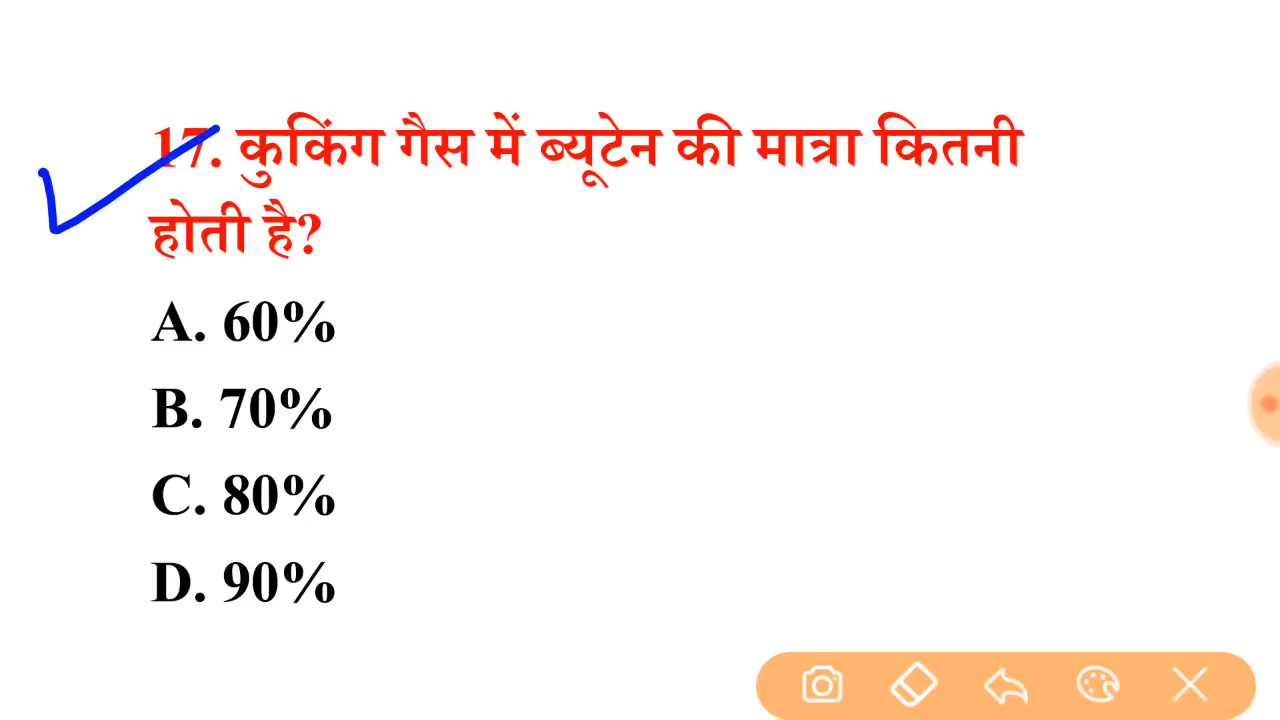 17. कुकिंग गैस में ब्यूटेन की मात्रा कितनी
होती है?
A. 60%
B. 70%
C. 80%
D. 90%